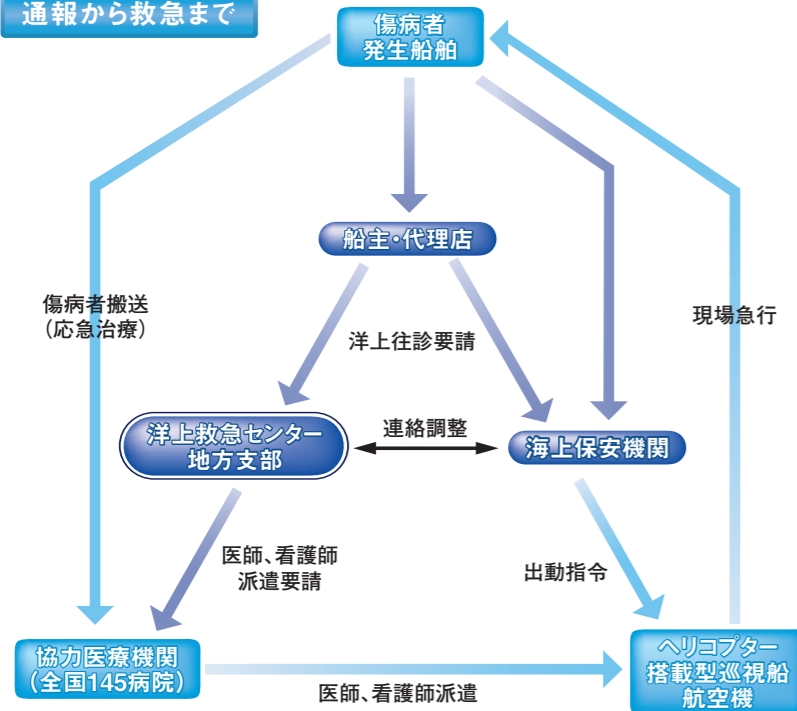 通報から救急まで
傷病者
発生船舶
船主・代理店
傷病者搬送
（応急治療）
現場急行
洋上往診要請
洋上救急センター
地方支部
連絡調整
海上保安機関
医師、看護師
派遣要請
出動指令
協力医療機関
（全国145病院）
医師、看護師派遣
ヘリコプター
搭載型巡視船
航空機